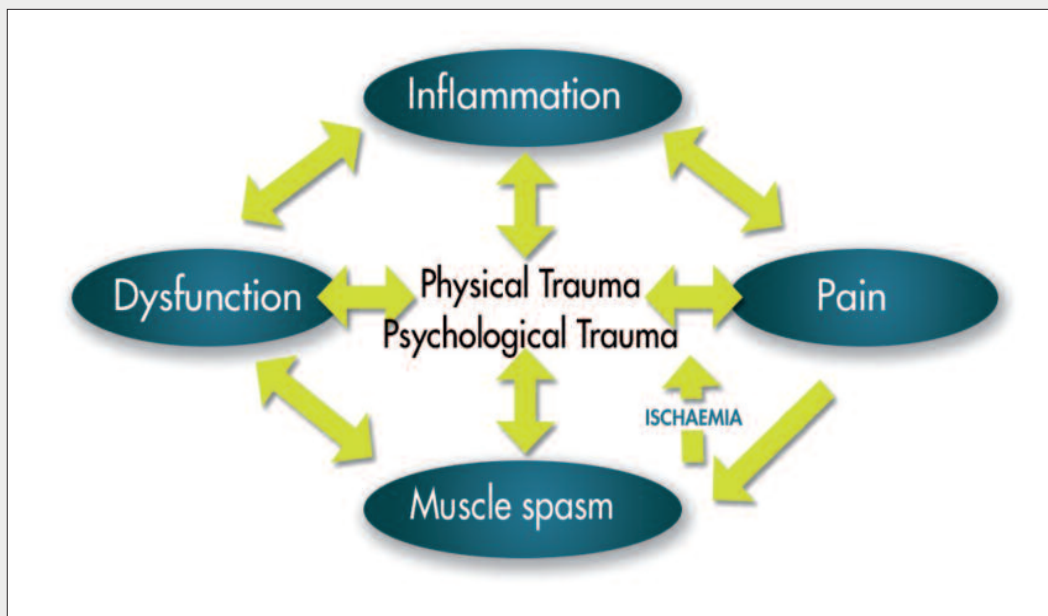 Inflammation
Dysfunction
Physical Trauma
Psychological Trauma
Pain
ISCHAEMIA
Muscle spasm